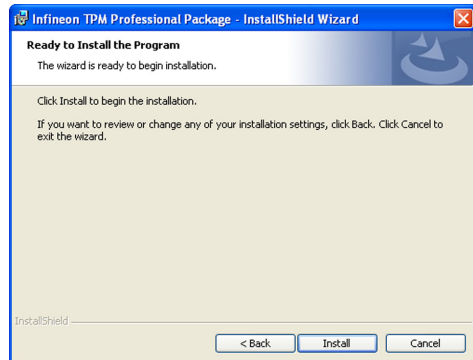 Infineon TPM Professional Package - InstallShield Wizard
Ready to Install the Program
The wizard is ready to begin installation.
Click Install to begin the installation.
If you want to review or change any of your installation settings, click Back. Click Cancel to
exit the wizard.
InstallShield
< Back
Install
Cancel